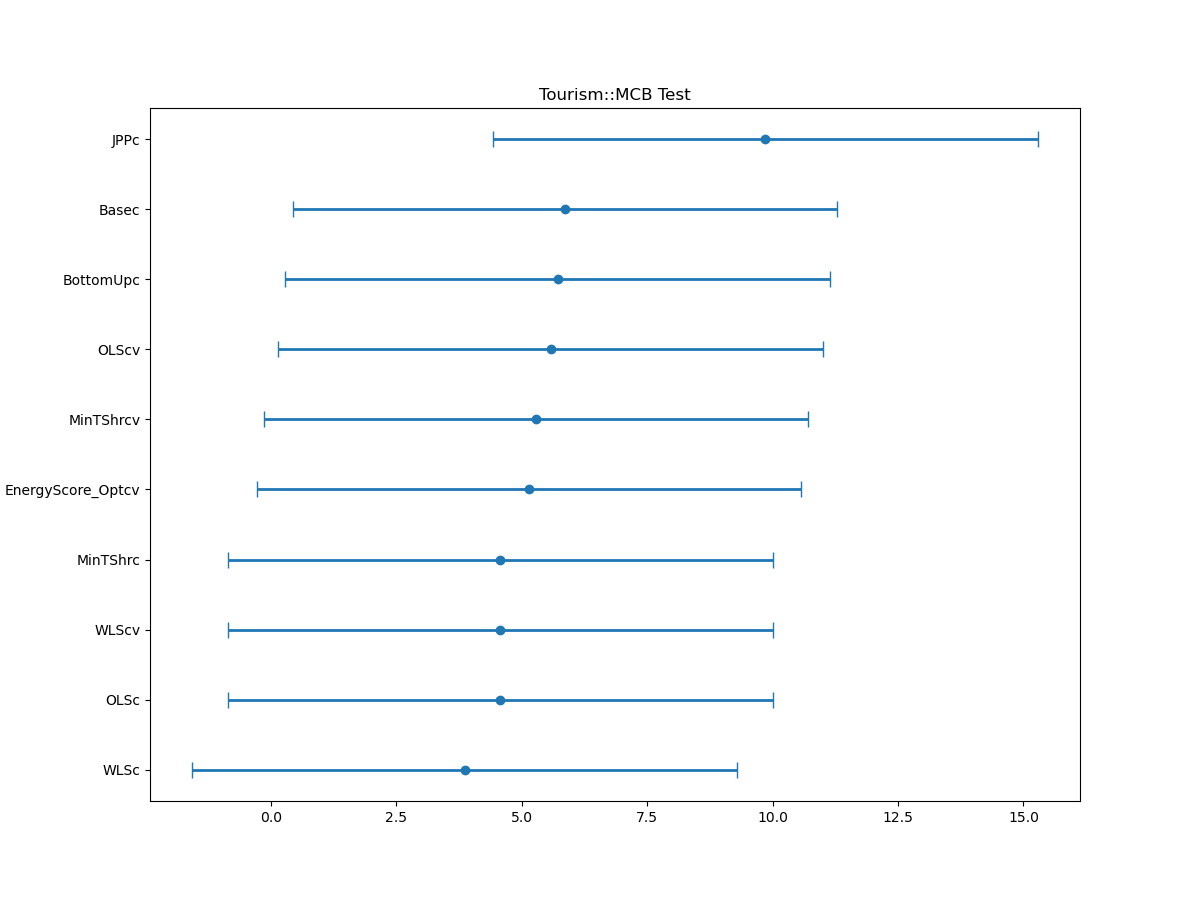 Tourism::MCB Test
JPPc
Basec
BottomUpc
OLScv
MinTShrcv
EnergyScore_Optcv
MinTShrc
WLScv
OLSc
WLSc
0.0 2.5 5.0 7.5 10.0 12.5 15.0